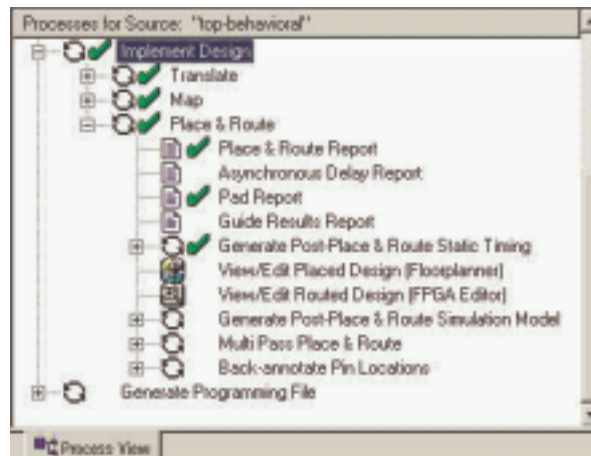 Processes for Source: "top-behavioral"
Implement Design
Translate
Map
Place & Route
Place & Route Report
Asynchronous Delay Report
Pad Report
Guide Results Report
Generate Post-Place & Route Static Timing
View/Edit Placed Design (Floorplanner)
View/Edit Routed Design (FPGA Editor)
Generate Post-Place & Route Simulation Model
Multi Pass Place & Route
Back-annotate Pin Locations
Generate Programming File
Process View